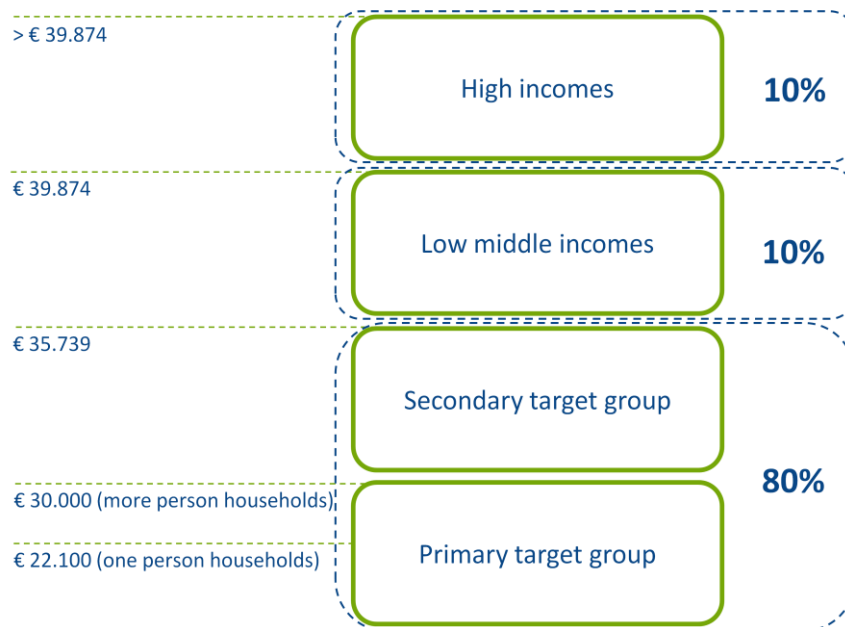 > € 39.874
High incomes
10%
€ 39.874
Low middle incomes
10%
€ 35.739
Secondary target group
80%
€ 30.000 (more person households)
€ 22.100 (one person households)
Primary target group